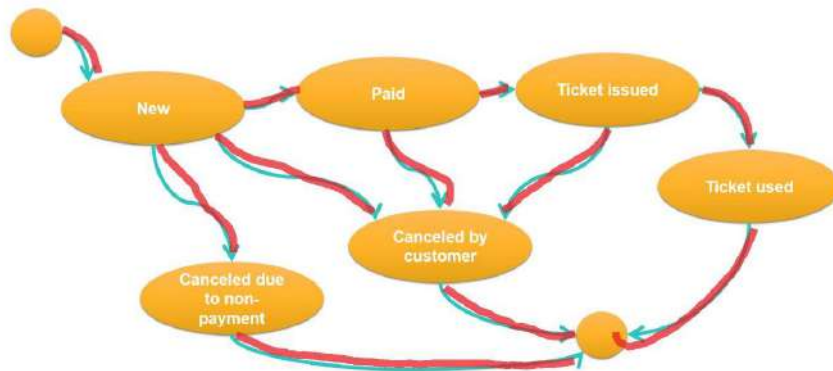 New
Paid
Ticket issued
Ticket used
Canceled by
customer
Canceled due
to non-
payment